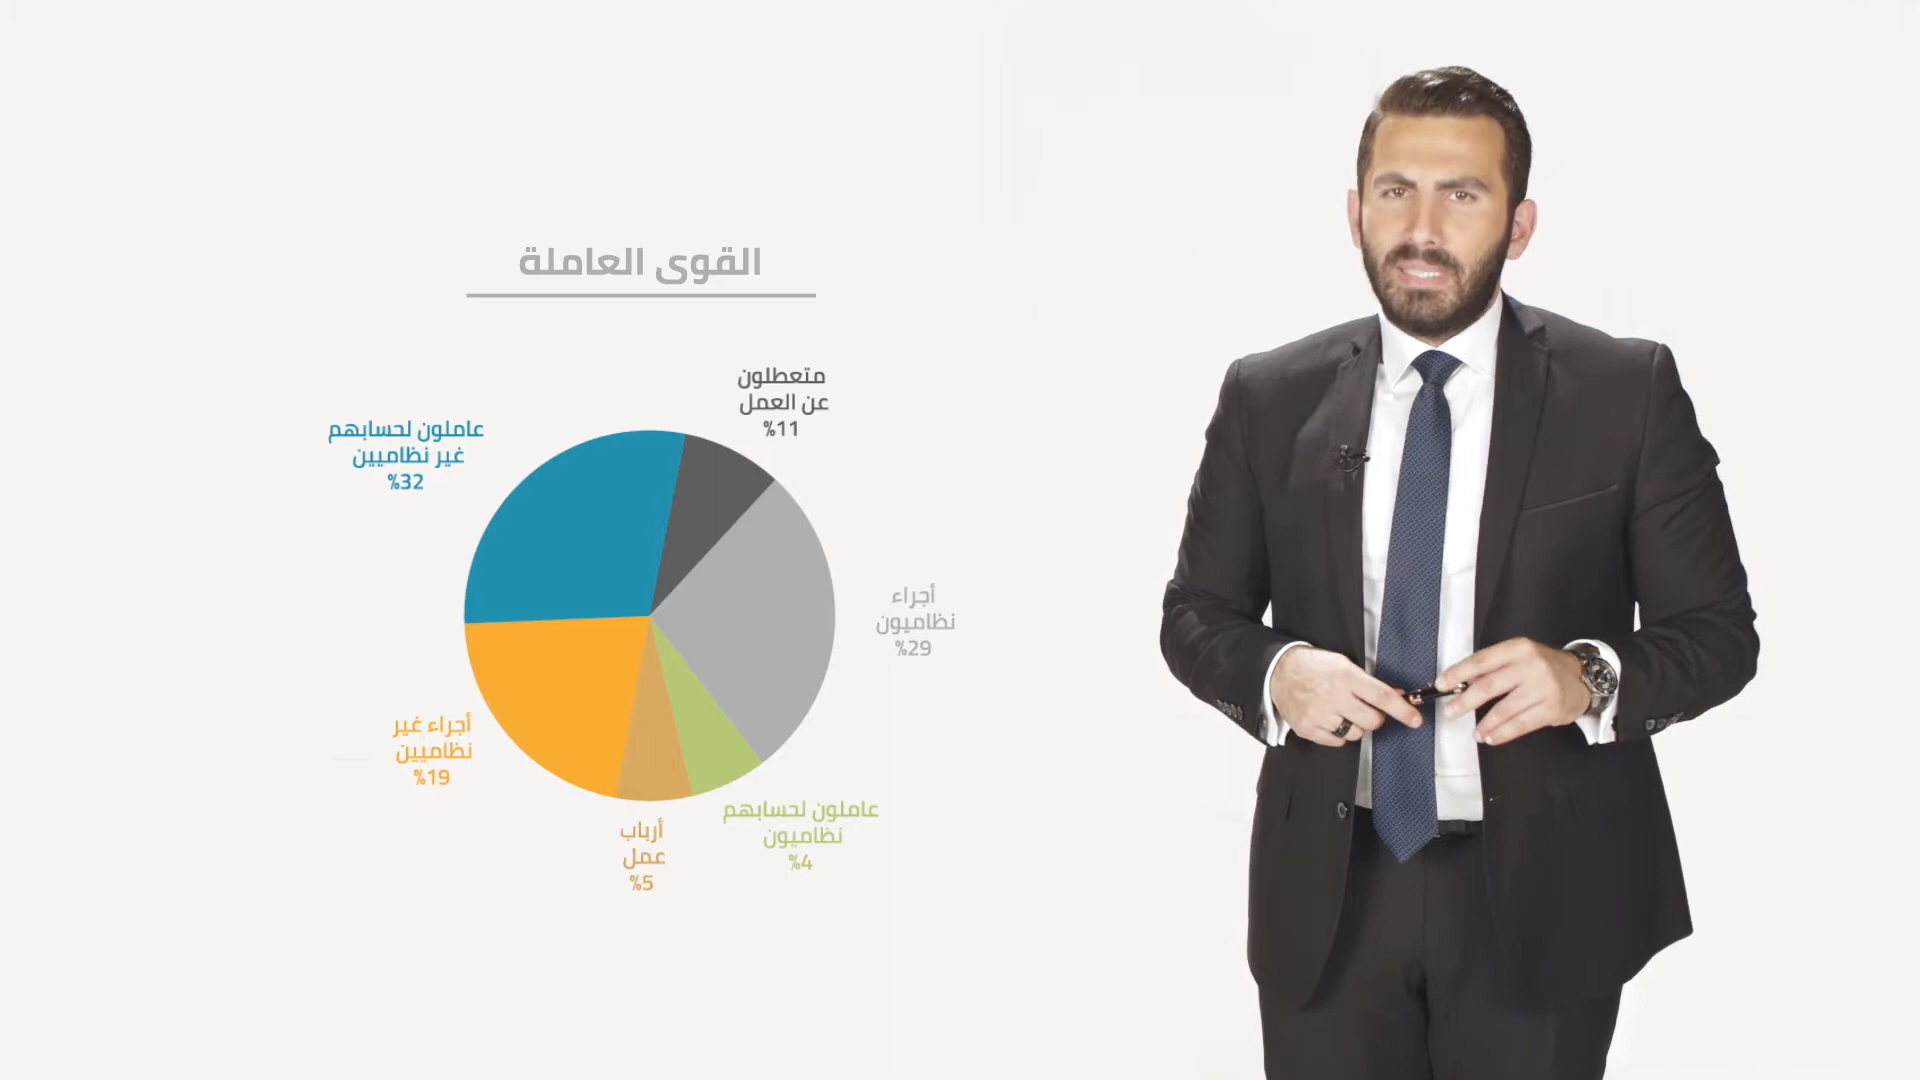 القوى العاملة
متعطلون
عن العمل
%11
عاملون لحسابهم
غير نظاميين
%32
أجراء
نظاميون
%29
أجراء غير
نظاميين
%19
عاملون لحسابهم
نظاميون
%4
أرباب
عمل
%5